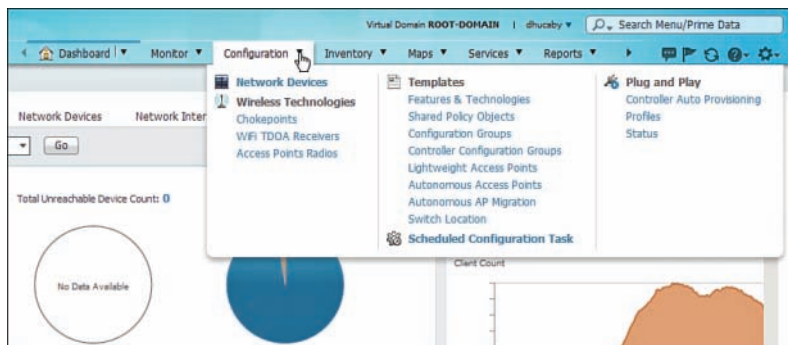 Virtual Domain ROOT-DOMAIN | dhucaby ▼ Search Menu/Prime Data
Dashboard ▼ Monitor ▼ Configuration Inventory ▼ Maps ▼ Services ▼ Reports ▼
Network Devices
Wireless Technologies
Chokepoints
WiFi TDOA Receivers
Access Points Radios
Templates
Features & Technologies
Shared Policy Objects
Configuration Groups
Controller Configuration Groups
Lightweight Access Points
Autonomous Access Points
Autonomous AP Migration
Switch Location
Scheduled Configuration Task
Plug and Play
Controller Auto Provisioning
Profiles
Status
Network Devices Network Inter
Go
Total Unreachable Device Count: 0
No Data Available
Client Count